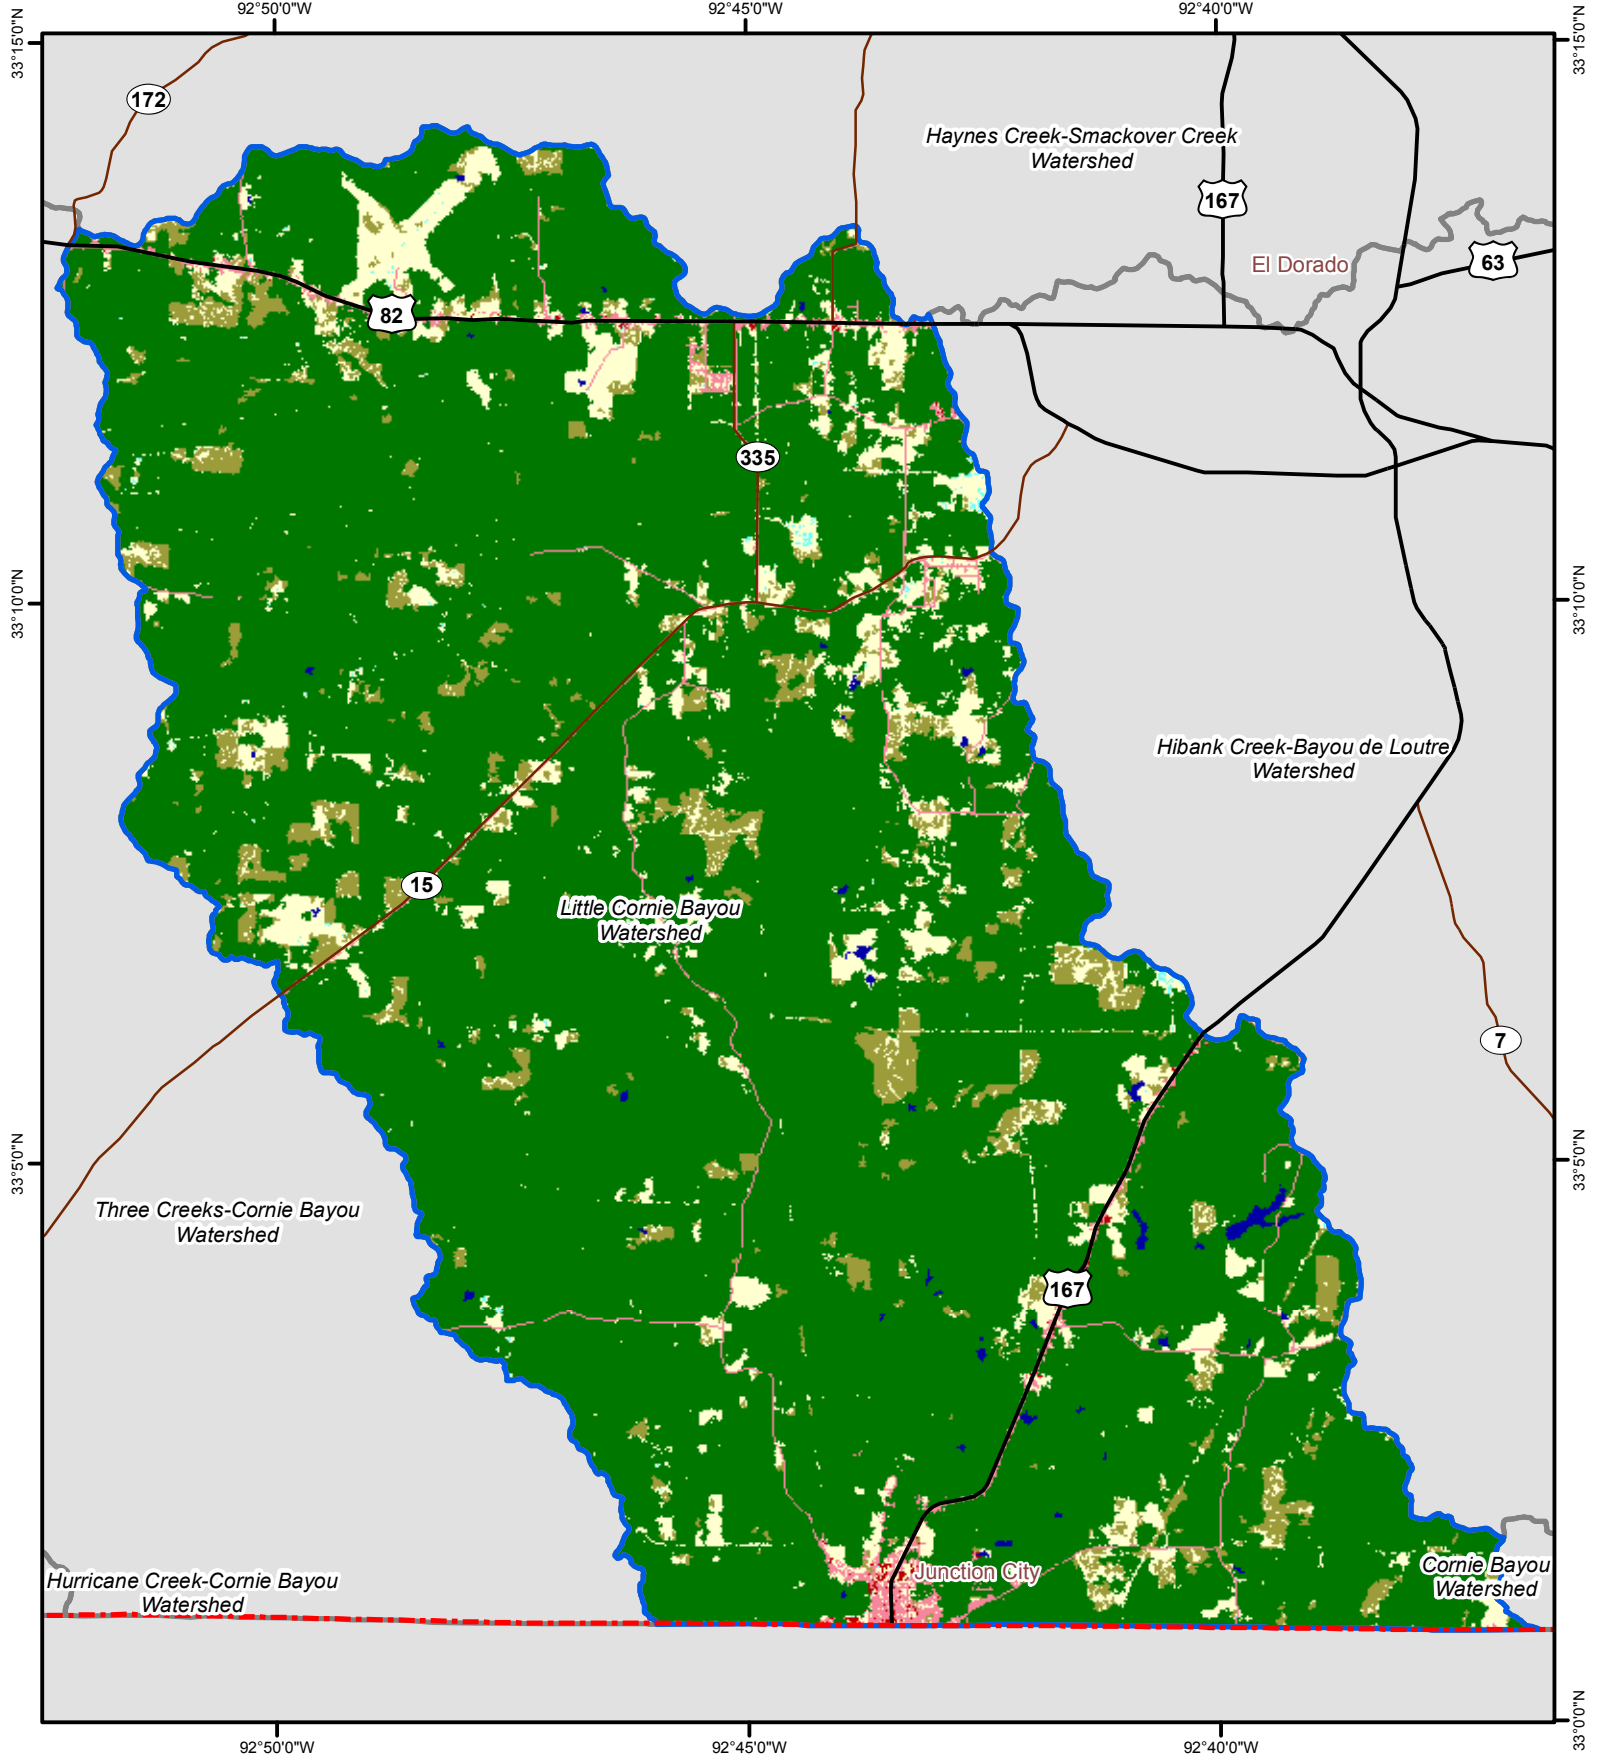 92°50'0"W
92°45'0"W
92°40'0"W
33°15'0"N
33°15'0"N
172
Haynes Creek-Smackover Creek
Watershed
167
El Dorado
63
82
335
33°10'0"N
33°10'0"N
Hibank Creek-Bayou de Loutre
Watershed
15
Little Cornie Bayou
Watershed
7
33°5'0"N
33°5'0"N
Three Creeks-Cornie Bayou
Watershed
167
Junction City
Cornie Bayou
Watershed
Hurricane Creek-Cornie Bayou
Watershed
33°0'0"N
92°50'0"W
92°45'0"W
92°40'0"W